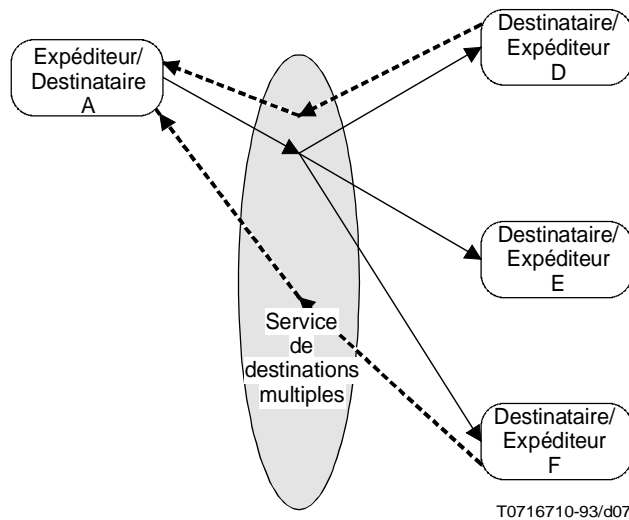 Expéditeur/
Destinataire
A
Destinataire/
Expéditeur
D
Destinataire/
Expéditeur
E
Service
de
destinations
multiples
Destinataire/
Expéditeur
F
T0716710-93/d07